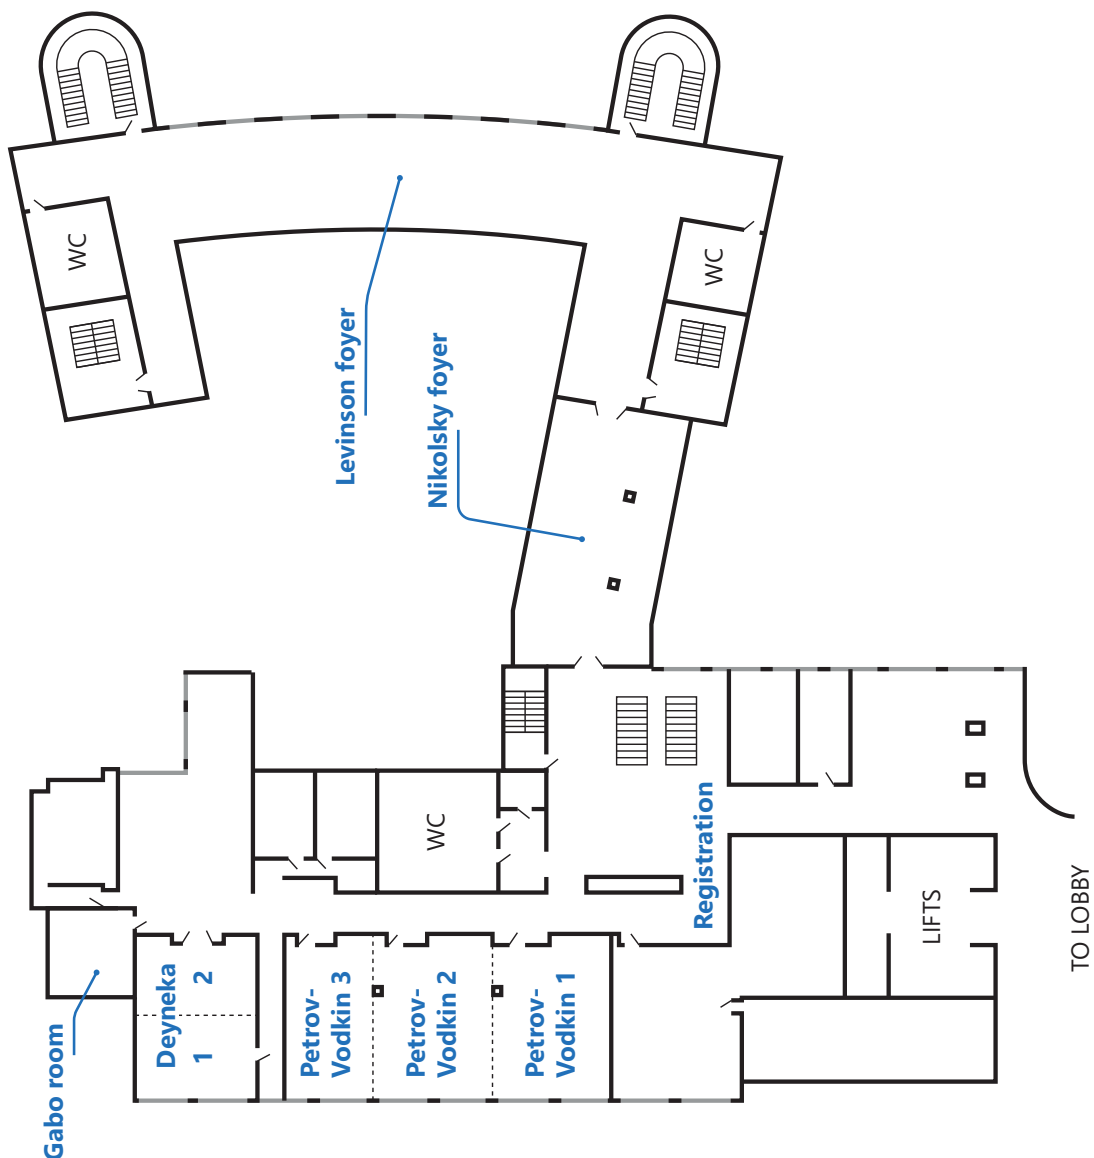 WC
WC
Levinson foyer
Nikolsky foyer
WC
Registration
LIFTS
TO LOBBY
Gabo room
Deyneka
1 2
Petrov-
Vodkin 3
Petrov-
Vodkin 2
Petrov-
Vodkin 1